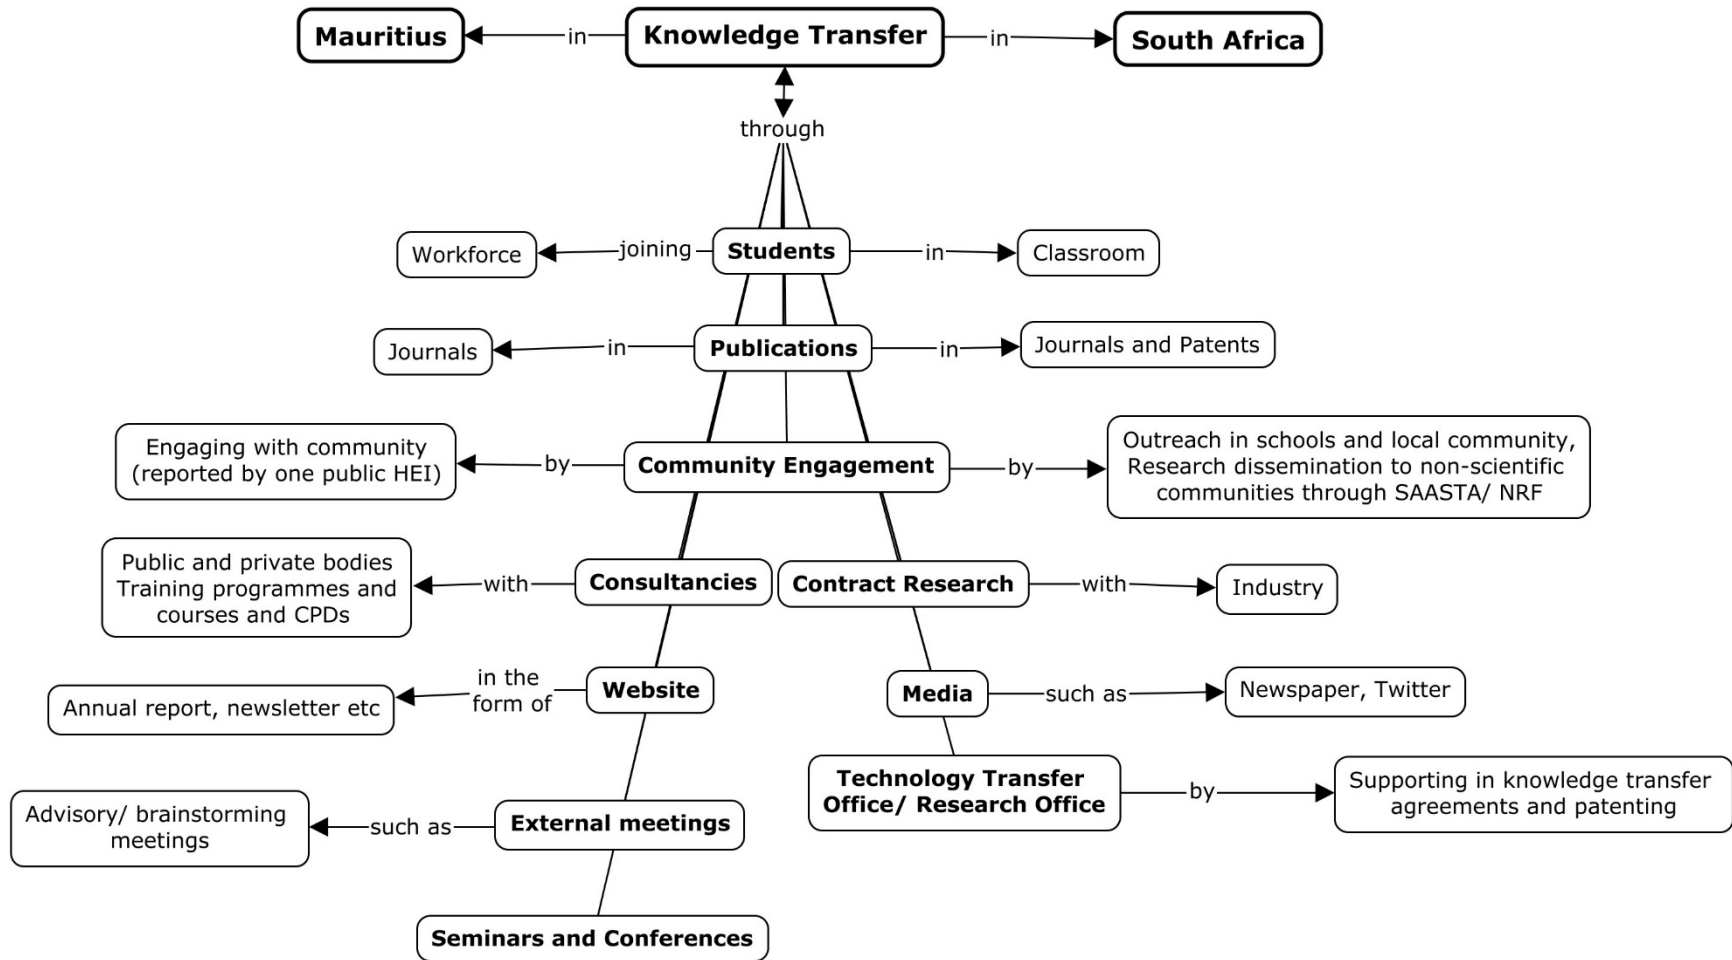 Mauritius
in
Knowledge Transfer
in
South Africa
through
Workforce
joining
Students
in
Classroom
Journals
in
Publications
in
Journals and Patents
Engaging with community
(reported by one public HEI)
by
Community Engagement
by
Outreach in schools and local community,
Research dissemination to non-scientific
communities through SAASTA/ NRF
Public and private bodies
Training programmes and
courses and CPDs
with
Consultancies
Contract Research
with
Industry
Annual report, newsletter etc
in the
form of
Website
Media
such as
Newspaper, Twitter
Technology Transfer
Office/ Research Office
by
Supporting in knowledge transfer
agreements and patenting
Advisory/ brainstorming
meetings
such as
External meetings
Seminars and Conferences